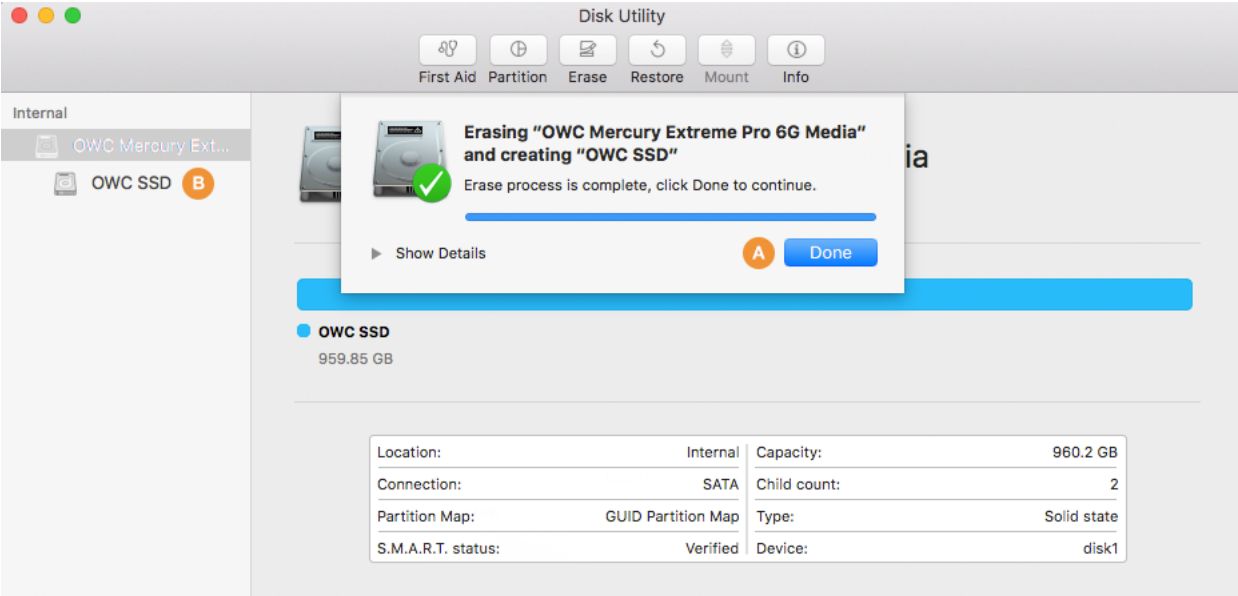 Disk Utility
First Aid Partition Erase Restore Mount Info
Internal
OWC Mercury Ext...
OWC SSD B
Erasing “OWC Mercury Extreme Pro 6G Media”
and creating “OWC SSD”
Erase process is complete, click Done to continue.
Show Details
A Done
ia
OWC SSD
959.85 GB
Location: Internal Capacity: 960.2 GB
Connection: SATA Child count: 2
Partition Map: GUID Partition Map Type: Solid state
S.M.A.R.T. status: Verified Device: disk1